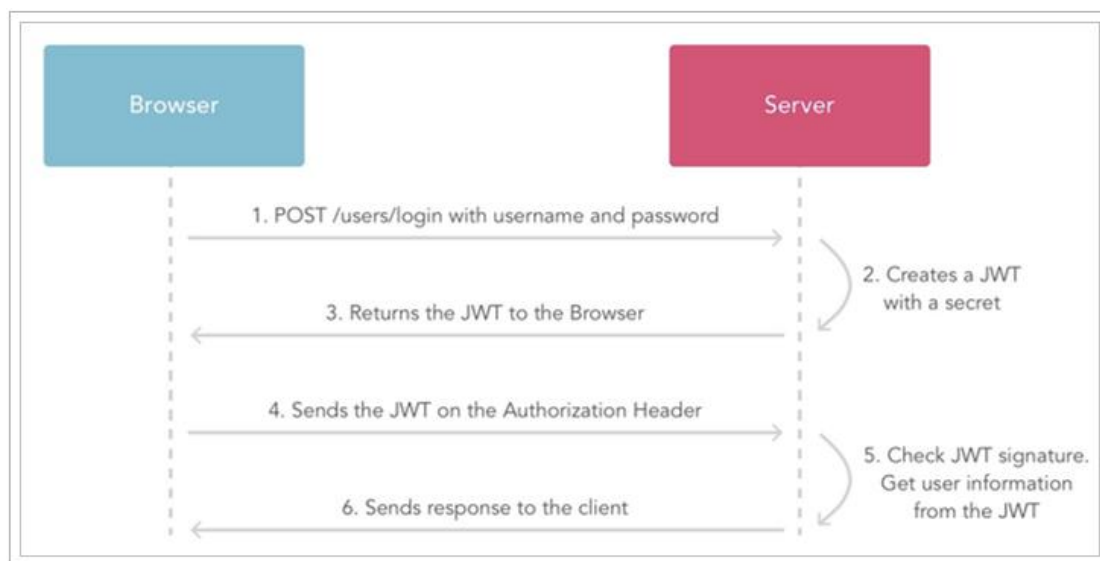 Browser
Server
1. POST /users/login with username and password
2. Creates a JWT
with a secret
3. Returns the JWT to the Browser
4. Sends the JWT on the Authorization Header
5. Check JWT signature.
Get user information
from the JWT
6. Sends response to the client